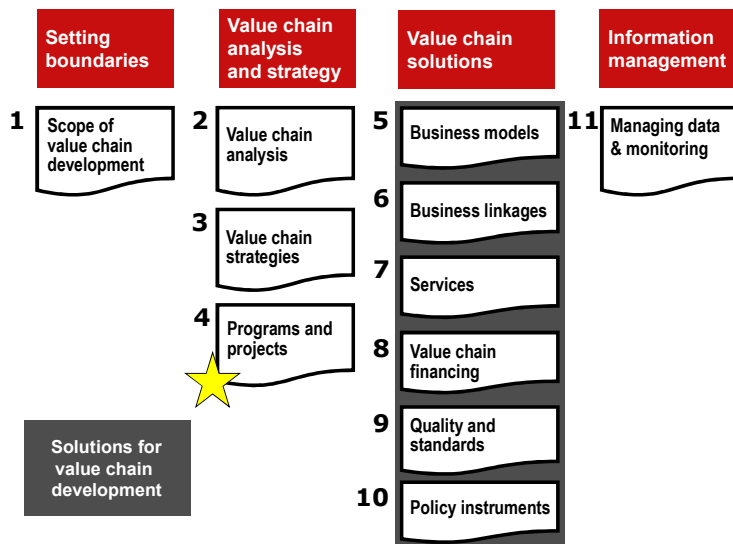 Setting
boundaries
Value chain
analysis
and strategy
Value chain
solutions
Information
management
1
Scope of
value chain
development
2
Value chain
analysis
3
Value chain
strategies
4
Programs and
projects
5
Business models
6
Business linkages
7
Services
8
Value chain
financing
9
Quality and
standards
10
Policy instruments
11
Managing data
& monitoring
Solutions for
value chain
development